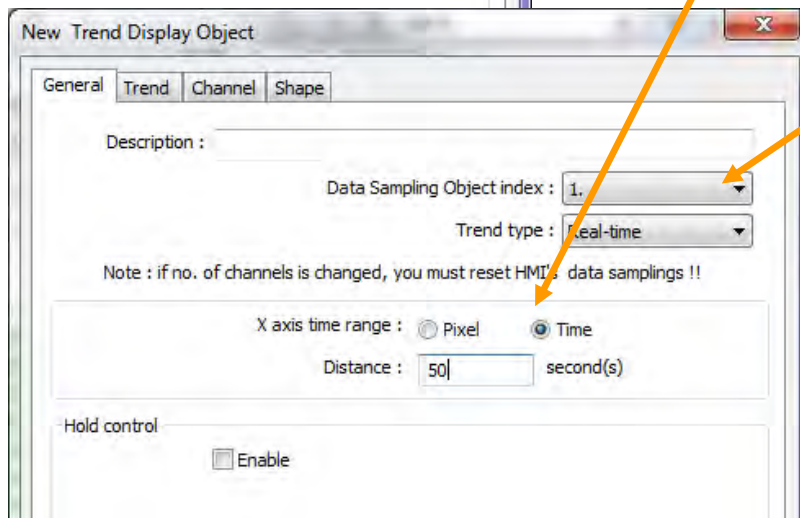 New Trend Display Object
General Trend Channel Shape
Description :
Data Sampling Object index : 1.
Trend type : Real-time
Note : if no. of channels is changed, you must reset HMI's data samplings !!
X axis time range : Pixel Time
Distance : 50 second(s)
Hold control
Enable